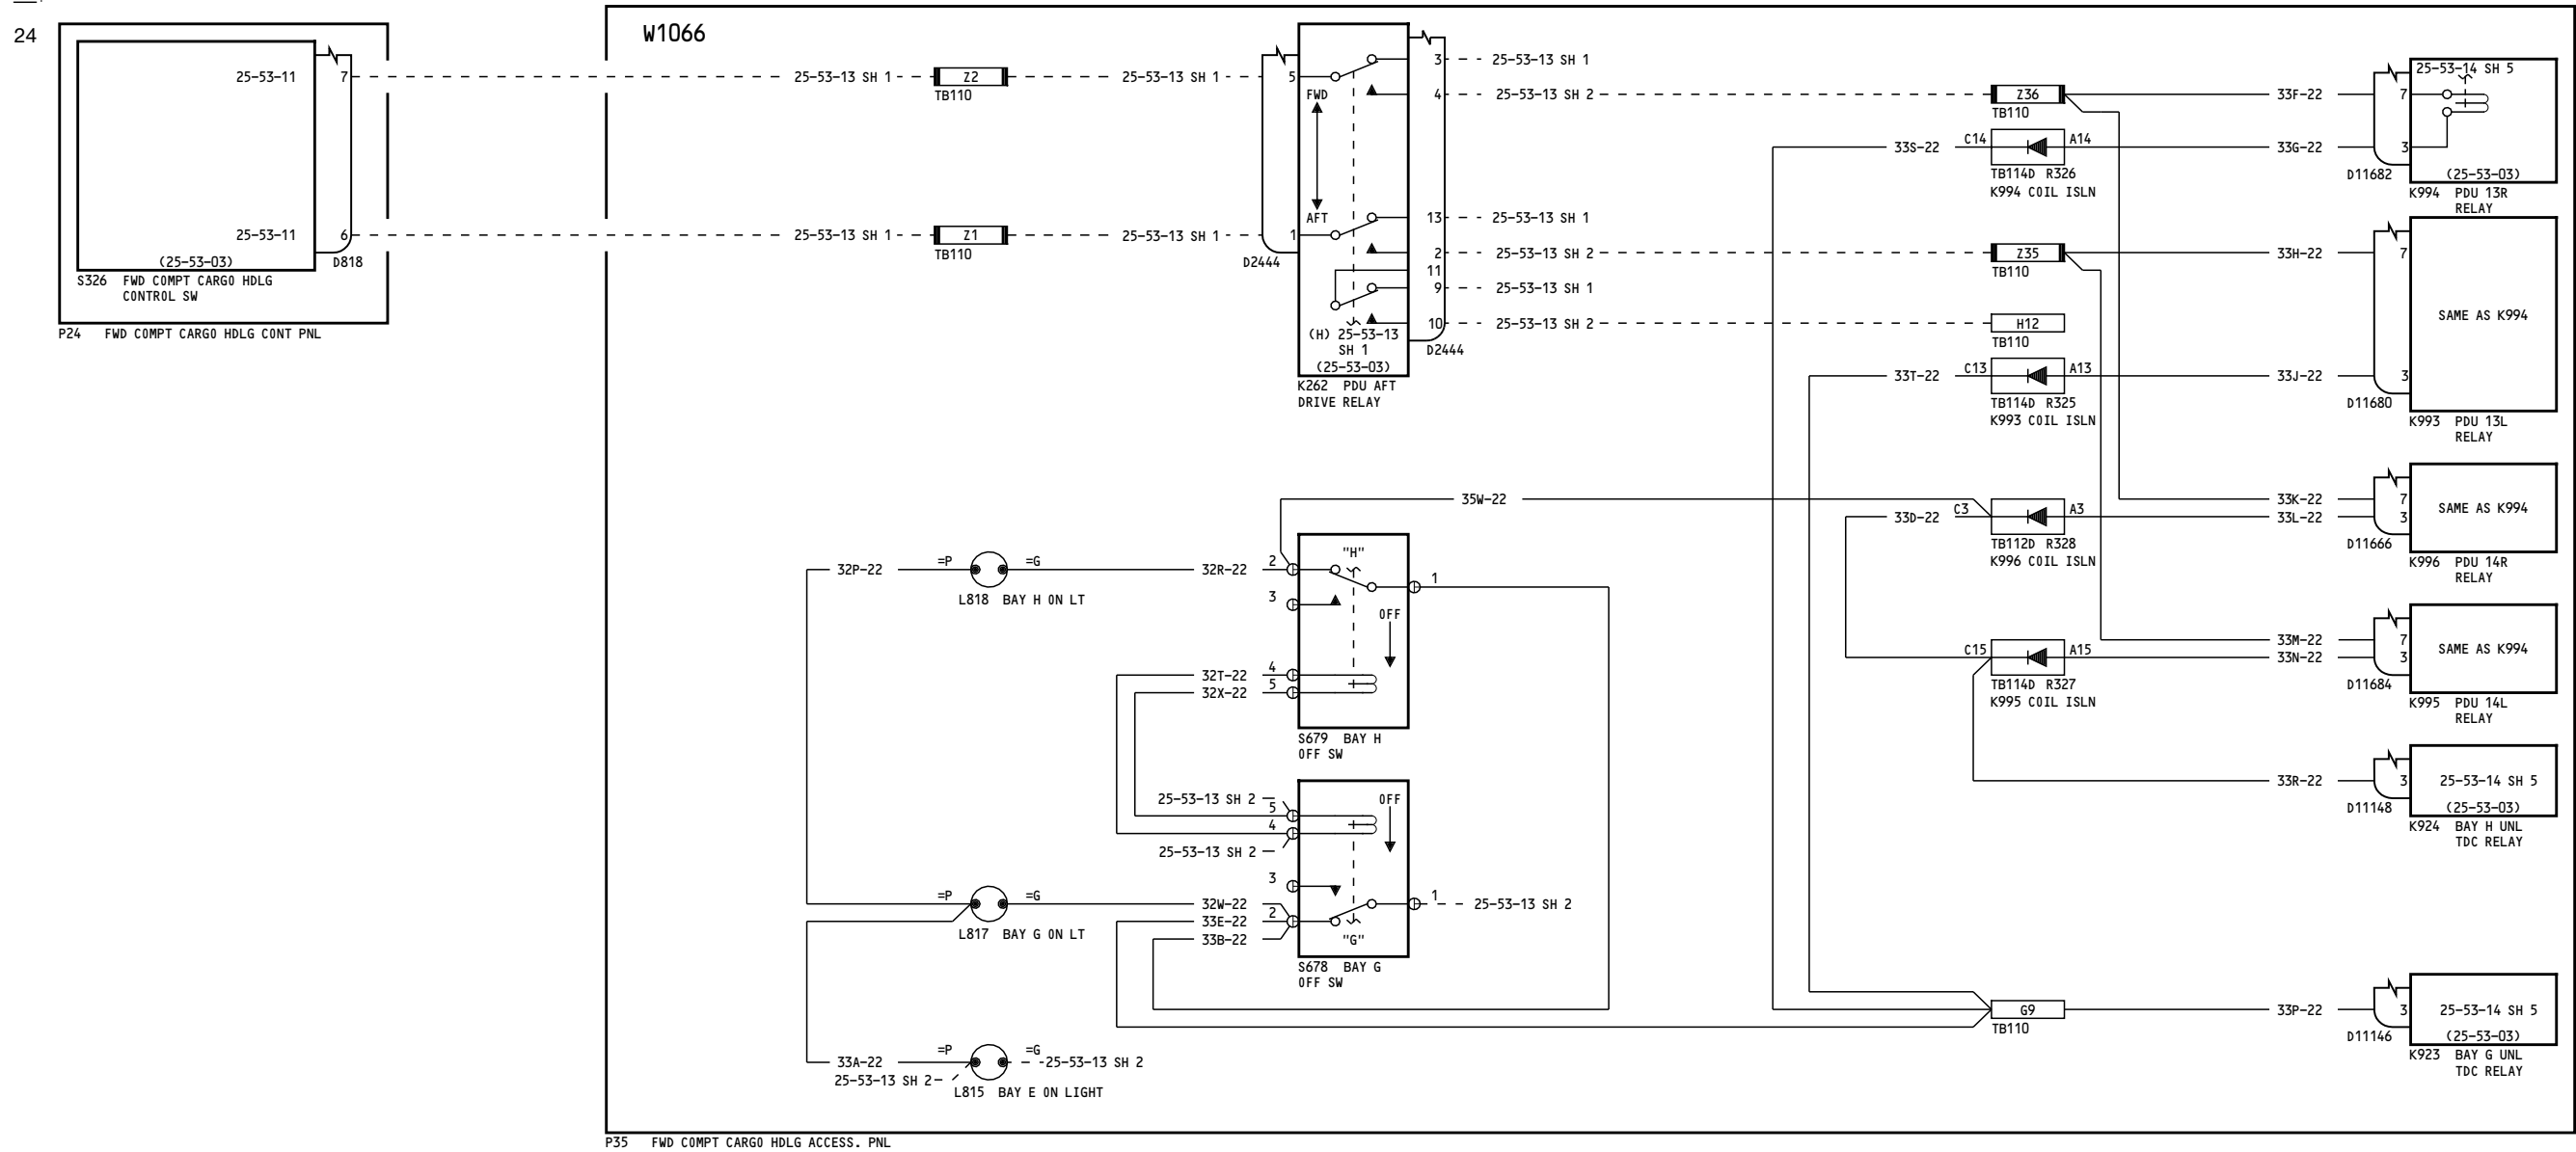 24
W1066
25-53-11 7
25-53-11 6
(25-53-03)
D818
S326 FWD COMPT CARGO HDLG
CONTROL SW
P24 FWD COMPT CARGO HDLG CONT PNL
25-53-13 SH 1
Z2
TB110
25-53-13 SH 1
25-53-13 SH 1
Z1
TB110
25-53-13 SH 1
5
1
D2444
FWD
AFT
(H) 25-53-13
SH 1
(25-53-03)
K262 PDU AFT
DRIVE RELAY
3 25-53-13 SH 1
4 25-53-13 SH 2
13 25-53-13 SH 1
2 25-53-13 SH 2
11
9 25-53-13 SH 1
10 25-53-13 SH 2
D2444
Z36
TB110
33F-22
33S-22 C14 A14 33G-22
TB114D R326
K994 COIL ISLN
25-53-14 SH 5
7
3
D11682
(25-53-03)
K994 PDU 13R
RELAY
Z35
TB110
33H-22
7
H12
TB110
SAME AS K994
33T-22 C13 A13 33J-22
3
TB114D R325
K993 COIL ISLN
D11680
K993 PDU 13L
RELAY
35W-22
33K-22 7
33D-22 C3 A3 33L-22 3
SAME AS K994
TB112D R328
K996 COIL ISLN
D11666
K996 PDU 14R
RELAY
33M-22 7
C15 A15 33N-22 3
SAME AS K994
TB114D R327
K995 COIL ISLN
D11684
K995 PDU 14L
RELAY
33R-22 3
25-53-14 SH 5
(25-53-03)
D11148
K924 BAY H UNL
TDC RELAY
G9
TB110
33P-22 3
25-53-14 SH 5
(25-53-03)
D11146
K923 BAY G UNL
TDC RELAY
32P-22 =P =G 32R-22
L818 BAY H ON LT
2
3
4
5
1
"H"
OFF
32T-22
32X-22
S679 BAY H
OFF SW
25-53-13 SH 2
5
4
25-53-13 SH 2
OFF
3
2
1 25-53-13 SH 2
"G"
S678 BAY G
OFF SW
=P =G 32W-22
33E-22
33B-22
L817 BAY G ON LT
33A-22 =P =G 25-53-13 SH 2
25-53-13 SH 2
L815 BAY E ON LIGHT
P35 FWD COMPT CARGO HDLG ACCESS. PNL